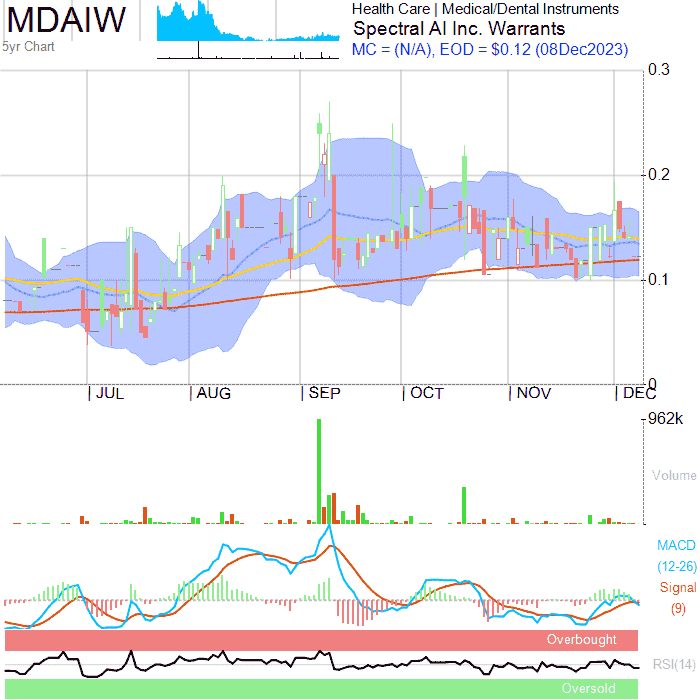 MDAIW
5yr Chart
Health Care | Medical/Dental Instruments
Spectral AI Inc. Warrants
MC = (N/A), EOD = $0.12 (08Dec2023)
0.3
0.2
0.1
0
JUL AUG SEP OCT NOV DEC
962k
Volume
MACD
(12-26)
Signal
(9)
Overbought
RSI(14)
Oversold